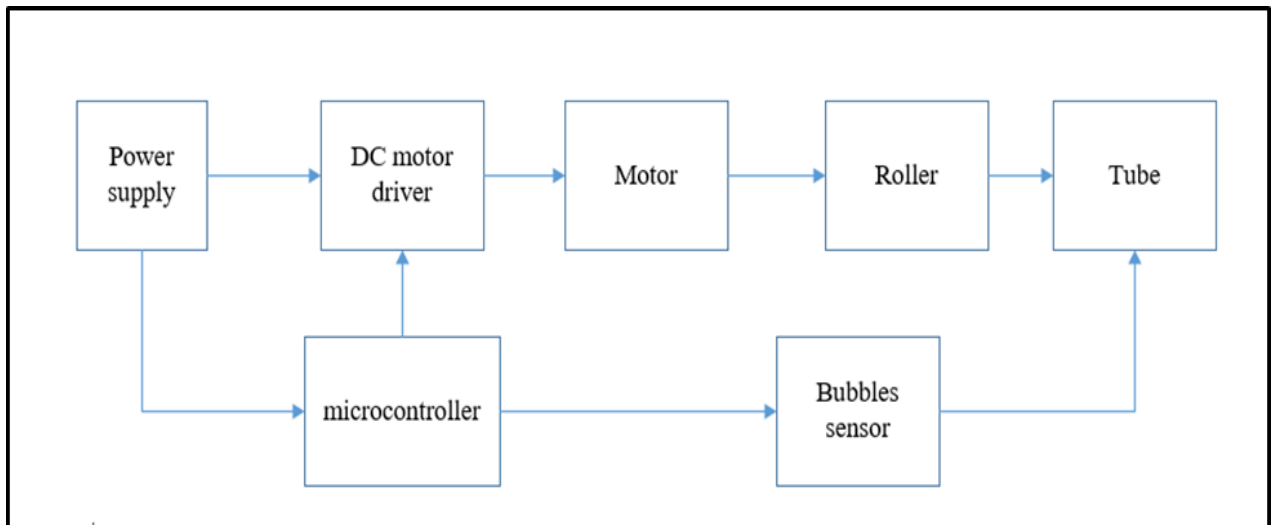 Power
supply
DC motor
driver
Motor
Roller
Tube
microcontroller
Bubbles
sensor